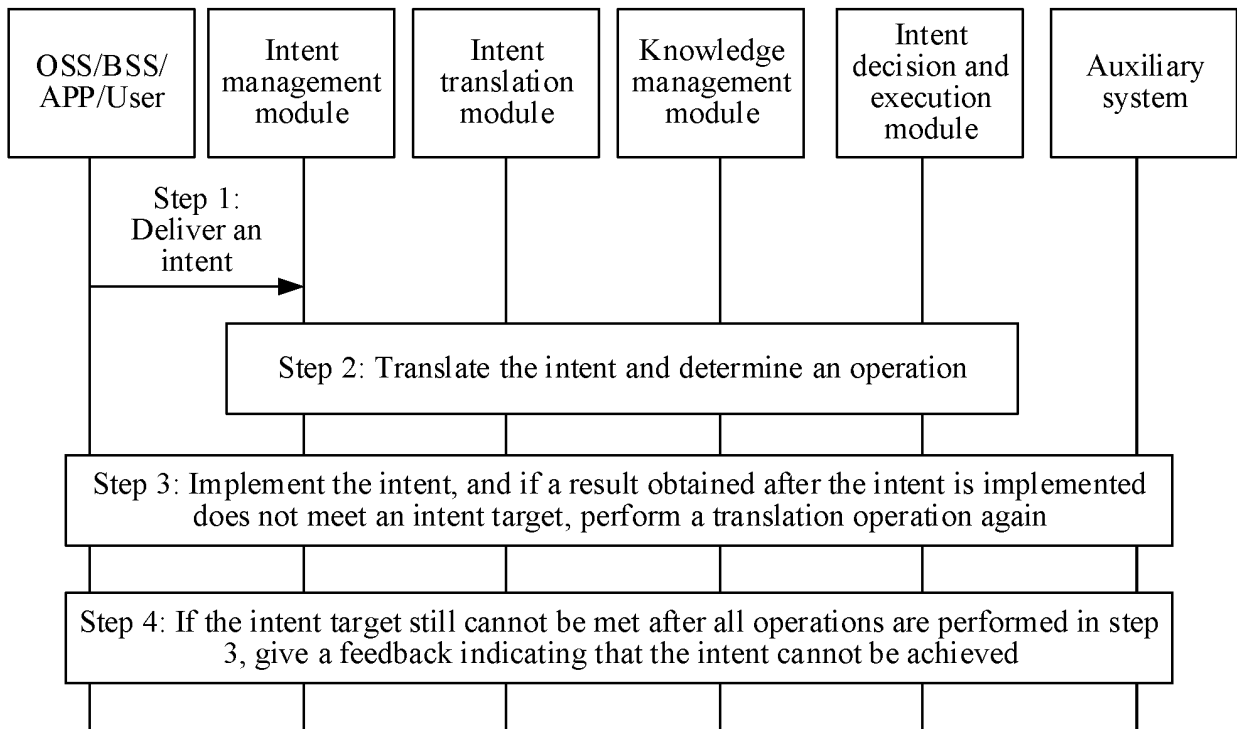 OSS/BSS/
APP/User
Intent
management
module
Intent
translation
module
Knowledge
management
module
Intent
decision and
execution
module
Auxiliary
system
Step 1:
Deliver an
intent
Step 2: Translate the intent and determine an operation
Step 3: Implement the intent, and if a result obtained after the intent is implemented
does not meet an intent target, perform a translation operation again
Step 4: If the intent target still cannot be met after all operations are performed in step
3, give a feedback indicating that the intent cannot be achieved